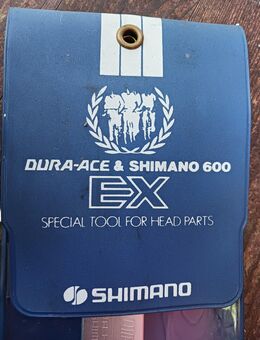 DURA-ACE & SHIMANO 600
EX
SPECIAL TOOL FOR HEAD PARTS
SHIMANO